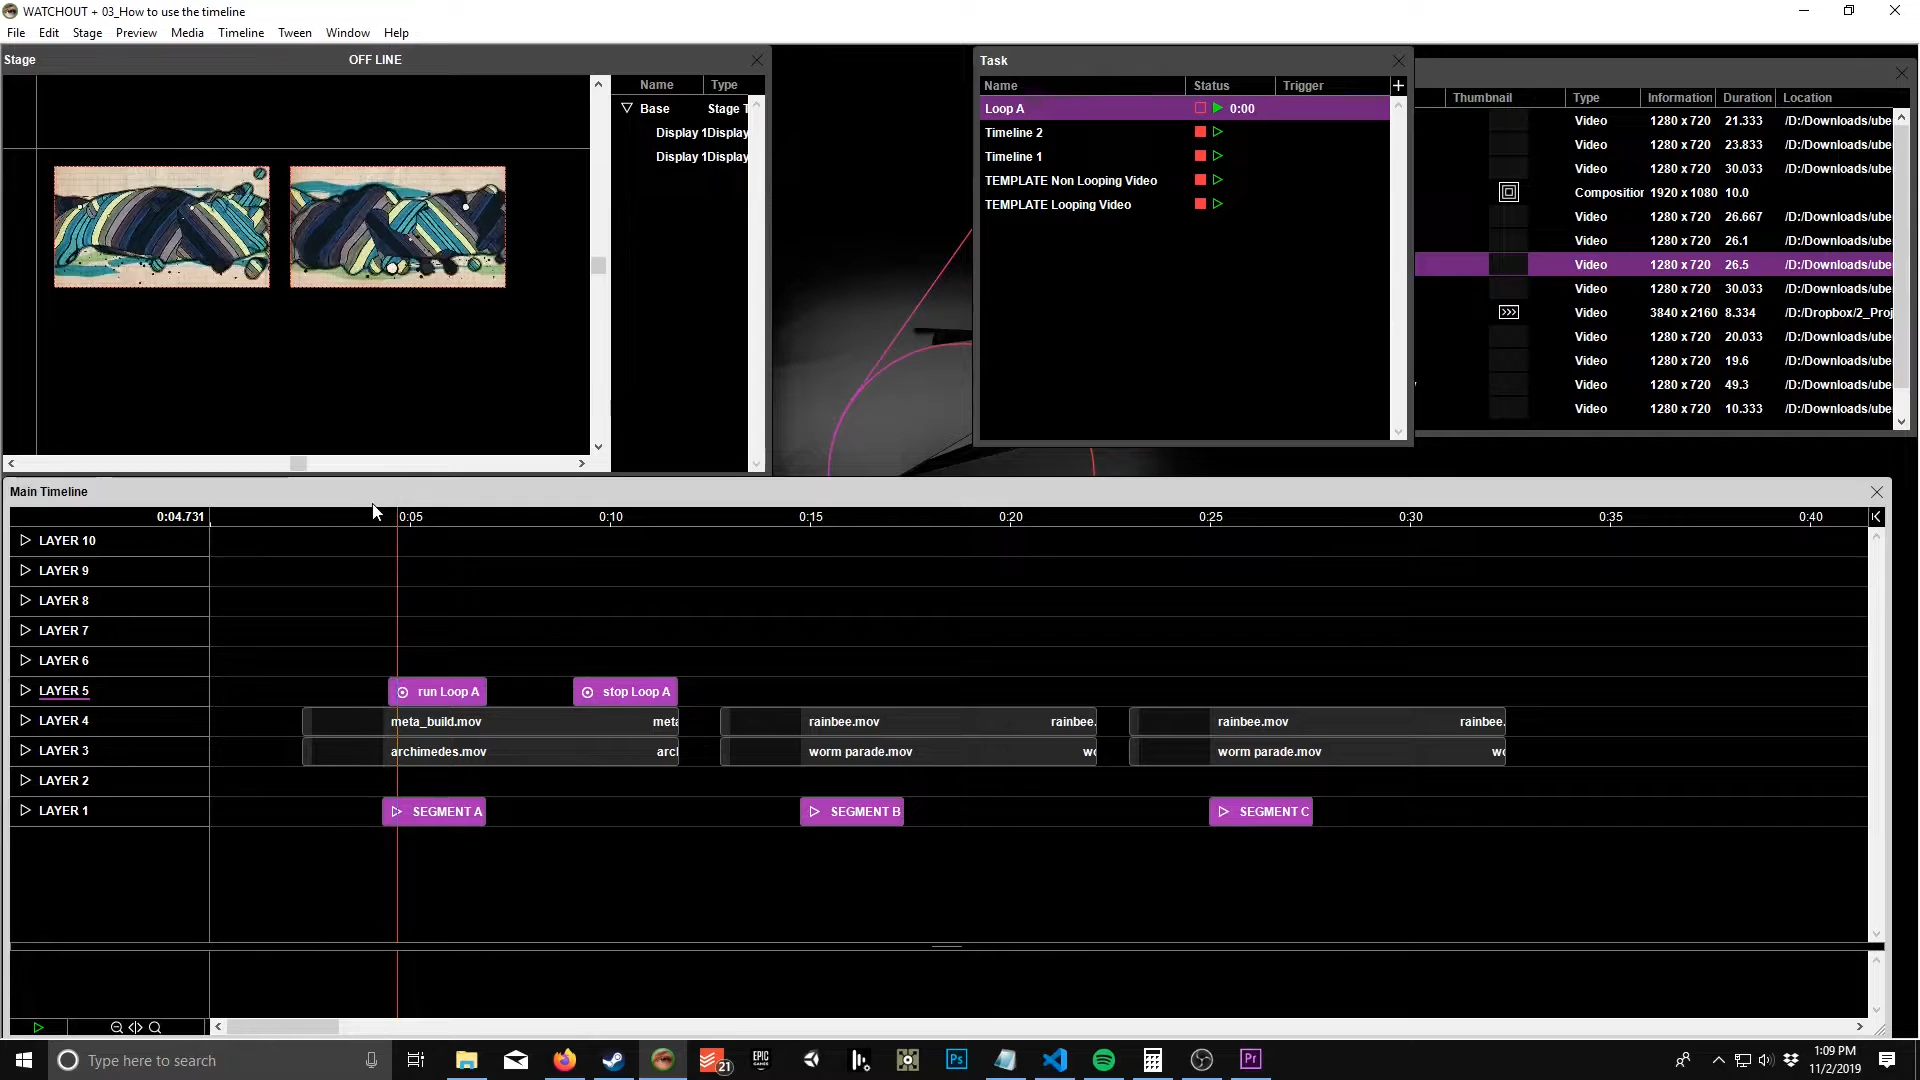 WATCHOUT + 03_How to use the timeline
File Edit Stage Preview Media Timeline Tween Window Help
Stage OFF LINE
Name Type
Base Stage T
Display 1Display
Display 1Display
Task
Name Status Trigger
Loop A 0:00
Timeline 2
Timeline 1
TEMPLATE Non Looping Video
TEMPLATE Looping Video
Thumbnail Type Information Duration Location
Video 1280 x 720 21.333 /D:/Downloads/ube
Video 1280 x 720 23.833 /D:/Downloads/ube
Video 1280 x 720 30.033 /D:/Downloads/ube
Composition 1920 x 1080 10.0
Video 1280 x 720 26.667 /D:/Downloads/ube
Video 1280 x 720 26.1 /D:/Downloads/ube
Video 1280 x 720 26.5 /D:/Downloads/ube
Video 1280 x 720 30.033 /D:/Downloads/ube
Video 3840 x 2160 8.334 /D:/Dropbox/2_Proj
Video 1280 x 720 20.033 /D:/Downloads/ube
Video 1280 x 720 19.6 /D:/Downloads/ube
Video 1280 x 720 49.3 /D:/Downloads/ube
Video 1280 x 720 10.333 /D:/Downloads/ube
Main Timeline
0:04.731 0:05 0:10 0:15 0:20 0:25 0:30 0:35 0:40
LAYER 10
LAYER 9
LAYER 8
LAYER 7
LAYER 6
LAYER 5 run Loop A stop Loop A
LAYER 4 meta_build.mov meta rainbee.mov rainbee. rainbee.mov rainbee.
LAYER 3 archimedes.mov arcl worm parade.mov wo worm parade.mov wo
LAYER 2
LAYER 1 SEGMENT A SEGMENT B SEGMENT C
Type here to search
21
EPIC GAMES
Ps
Pr
1:09 PM
11/2/2019